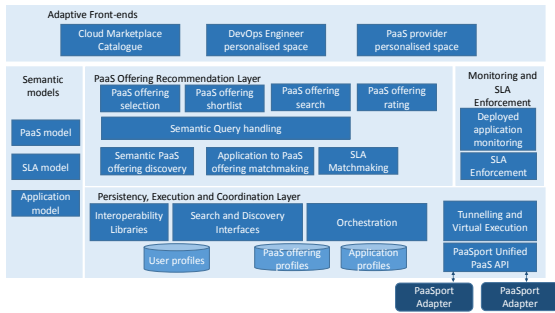 Adaptive Front-ends
Cloud Marketplace
Catalogue
DevOps Engineer
personalised space
PaaS provider
personalised space
Semantic
models
PaaS model
SLA model
Application
model
PaaS Offering Recommendation Layer
PaaS offering
selection
PaaS offering
shortlist
PaaS offering
search
PaaS offering
rating
Semantic Query handling
Semantic PaaS
offering discovery
Application to PaaS
offering matchmaking
SLA
Matchmaking
Monitoring and
SLA
Enforcement
Deployed
application
monitoring
SLA
Enforcement
Persistency, Execution and Coordination Layer
Interoperability
Libraries
Search and Discovery
Interfaces
Orchestration
Tunnelling and
Virtual Execution
User profiles
PaaS offering
profiles
Application
profiles
PaaSport Unified
PaaS API
PaaSport
Adapter
PaaSport
Adapter